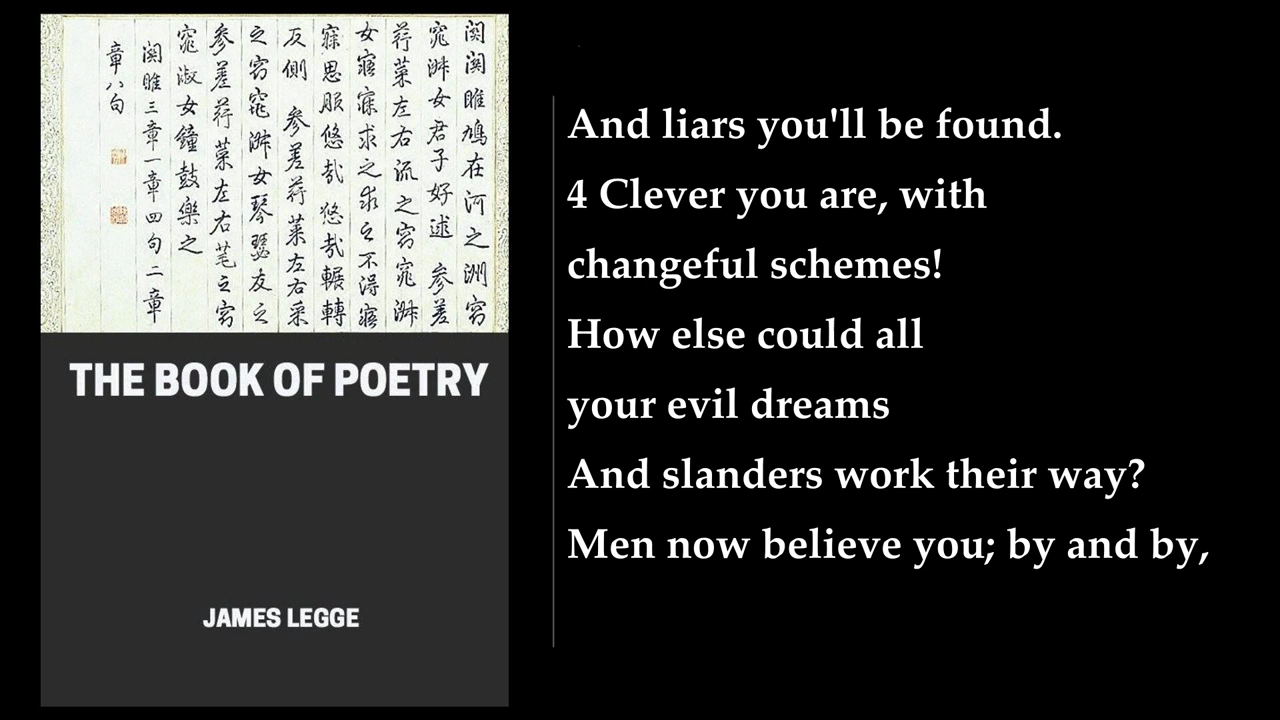 関関雎鳩在河之洲窈
窕淑女君子好逑 參差
荇菜左右流之窈窕淑
女寤寐求之求之不得寤
寐思服悠哉悠哉輾轉
反側 參差荇菜左右采
之窈窕淑女琴瑟友之
參差荇菜左右芼之窈
窕淑女鐘鼓樂之
関雎三章一章四句二章
章八句
THE BOOK OF POETRY
JAMES LEGGE
And liars you'll be found.
4 Clever you are, with
changeful schemes!
How else could all
your evil dreams
And slanders work their way?
Men now believe you; by and by,